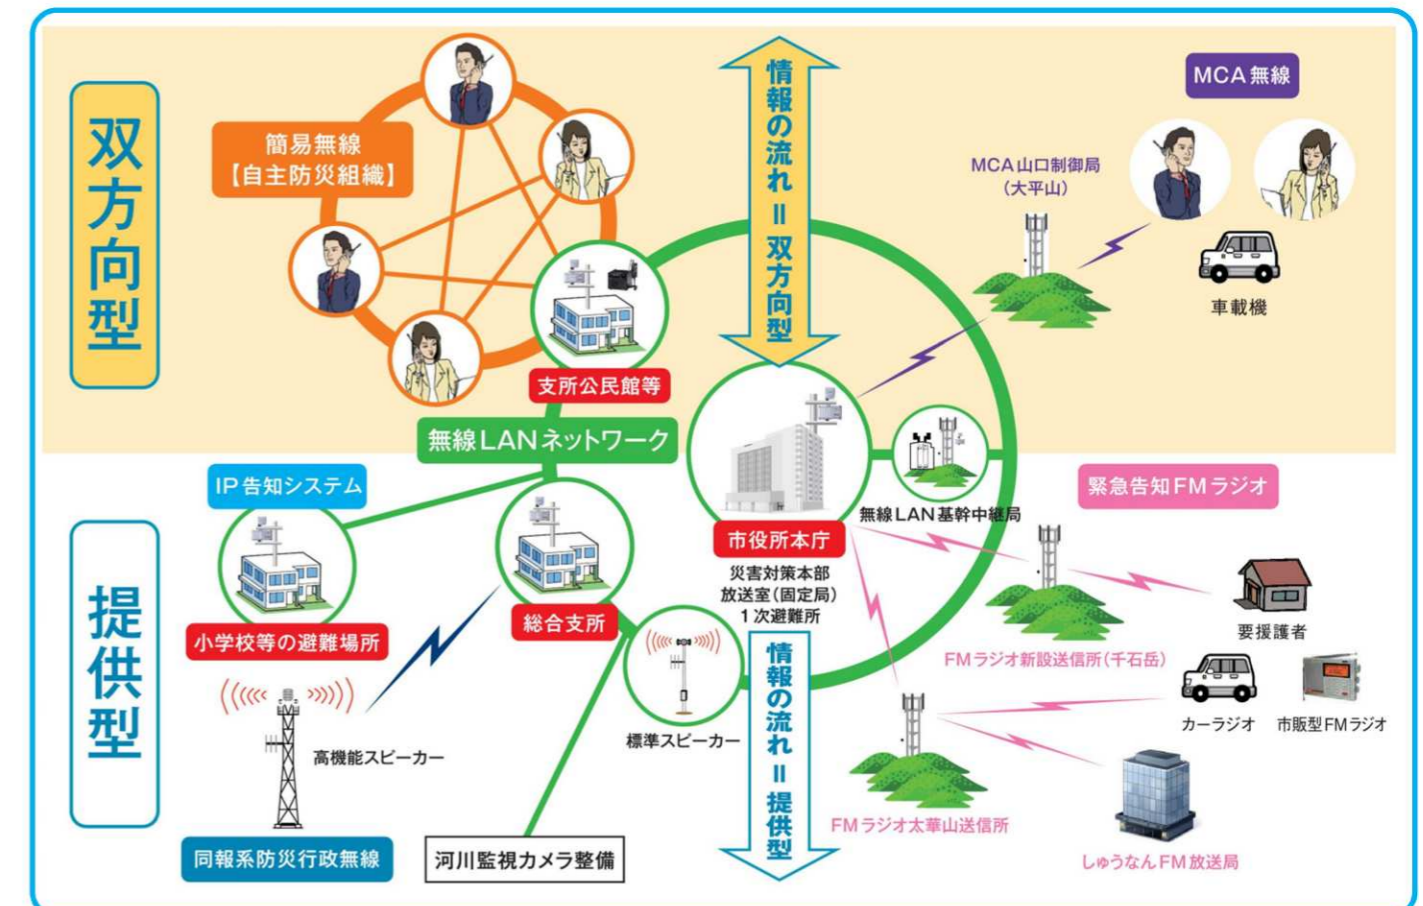 双方向型
簡易無線
【自主防災組織】
情報の流れ＝双方向型
MCA無線
MCA山口制御局
（大平山）
車載機
支所公民館等
無線LANネットワーク
IP告知システム
小学校等の避難場所
総合支所
市役所本庁
災害対策本部
放送室（固定局）
1次避難所
無線LAN基幹中継局
緊急告知FMラジオ
提供型
高機能スピーカー
同報系防災行政無線
標準スピーカー
河川監視カメラ整備
情報の流れ＝提供型
要援護者
FMラジオ新設送信所（千石岳）
カーラジオ
市販型FMラジオ
FMラジオ太華山送信所
しゅうなんFM放送局